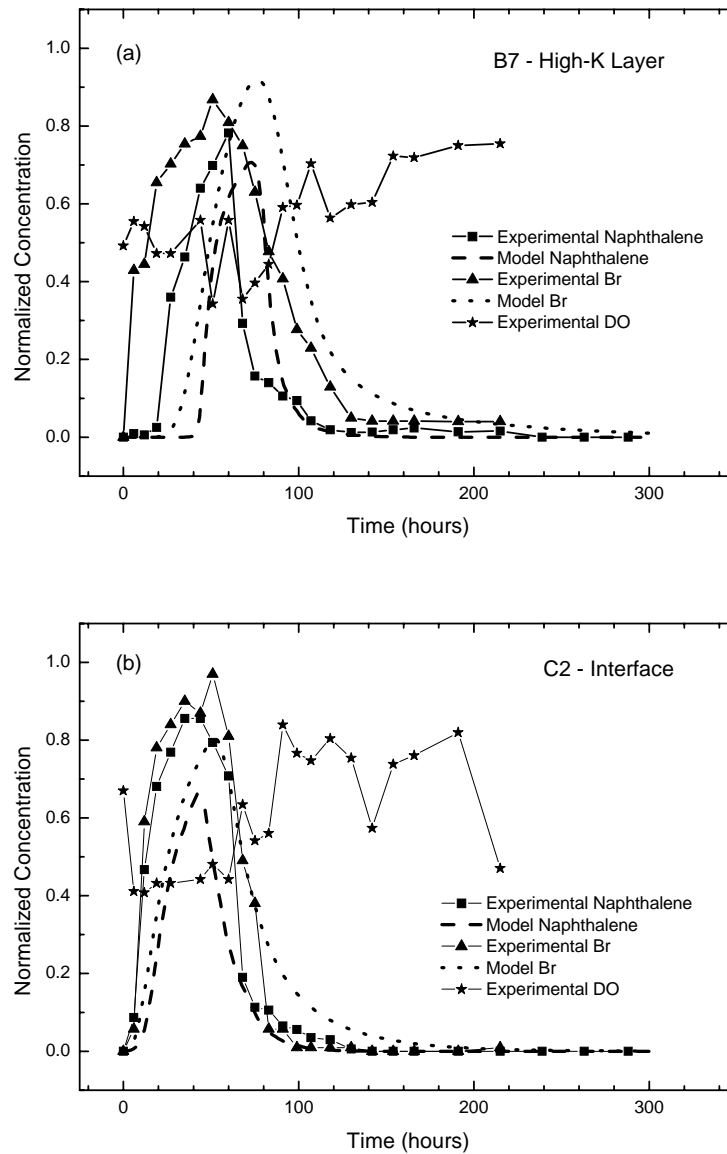 (a)
B7 - High-K Layer
1.0
0.8
0.6
0.4
0.2
0.0
Normalized Concentration
Experimental Naphthalene
Model Naphthalene
Experimental Br
Model Br
Experimental DO
0
100
200
300
Time (hours)
(b)
C2 - Interface
1.0
0.8
0.6
0.4
0.2
0.0
Normalized Concentration
Experimental Naphthalene
Model Naphthalene
Experimental Br
Model Br
Experimental DO
0
100
200
300
Time (hours)